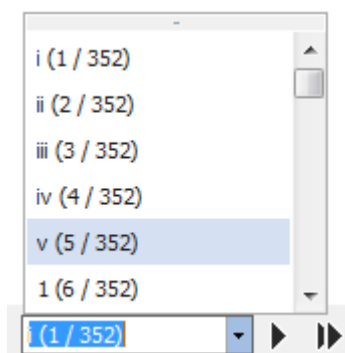 i (1 / 352)
ii (2 / 352)
iii (3 / 352)
iv (4 / 352)
v (5 / 352)
1 (6 / 352)
i (1 / 352)